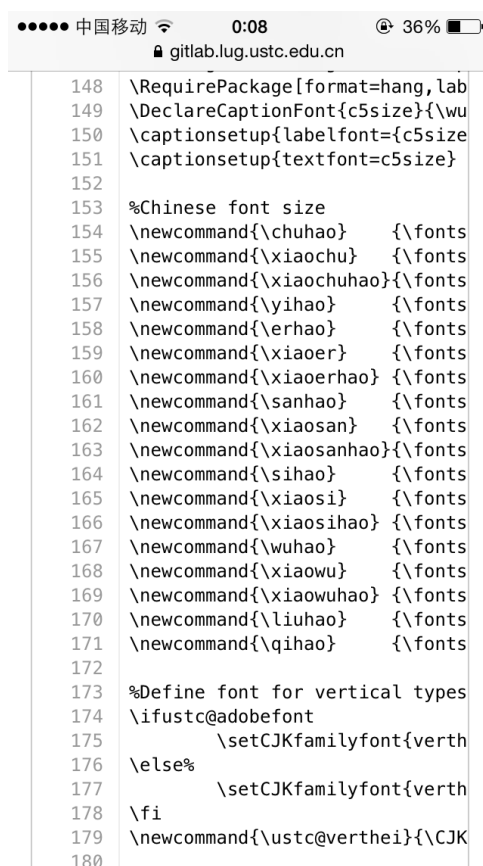 中国移动 0:08 36%
gitlab.lug.ustc.edu.cn
148 \RequirePackage[format=hang,lab
149 \DeclareCaptionFont{c5size}{\wu
150 \captionsetup{labelfont={c5size
151 \captionsetup{textfont=c5size}
152
153 %Chinese font size
154 \newcommand{\chuhao}    {\fonts
155 \newcommand{\xiaochu}   {\fonts
156 \newcommand{\xiaochuhao}{\fonts
157 \newcommand{\yihao}     {\fonts
158 \newcommand{\erhao}     {\fonts
159 \newcommand{\xiaoer}    {\fonts
160 \newcommand{\xiaoerhao} {\fonts
161 \newcommand{\sanhao}    {\fonts
162 \newcommand{\xiaosan}   {\fonts
163 \newcommand{\xiaosanhao}{\fonts
164 \newcommand{\sihao}     {\fonts
165 \newcommand{\xiaosi}    {\fonts
166 \newcommand{\xiaosihao} {\fonts
167 \newcommand{\wuhao}     {\fonts
168 \newcommand{\xiaowu}    {\fonts
169 \newcommand{\xiaowuhao} {\fonts
170 \newcommand{\liuhao}    {\fonts
171 \newcommand{\qihao}     {\fonts
172
173 %Define font for vertical types
174 \ifustc@adobefont
175         \setCJKfamilyfont{verth
176 \else%
177         \setCJKfamilyfont{verth
178 \fi
179 \newcommand{\ustc@verthei}{\CJK
180